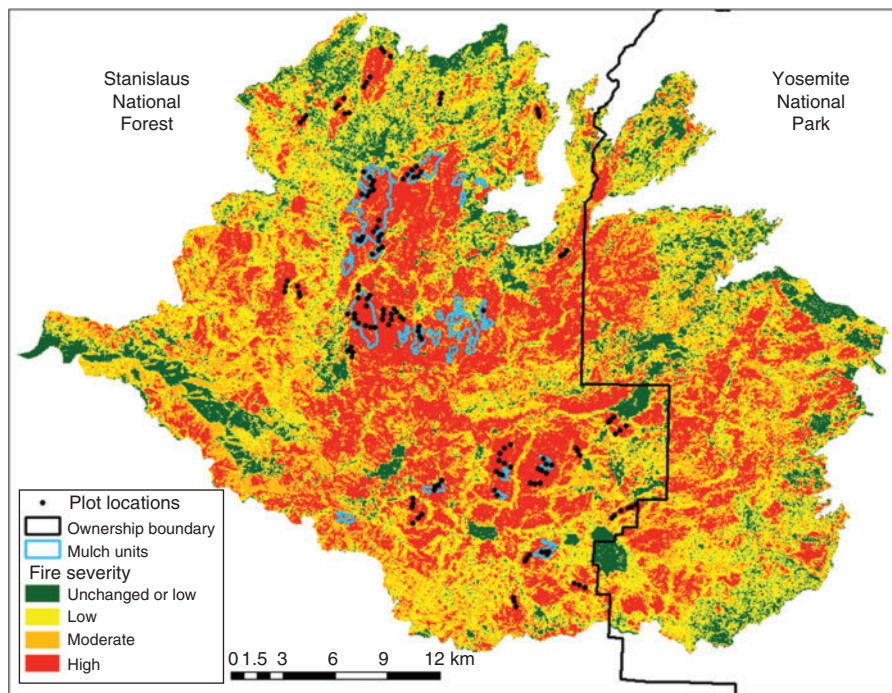 Stanislaus
National
Forest
Yosemite
National
Park
Plot locations
Ownership boundary
Mulch units
Fire severity
Unchanged or low
Low
Moderate
High
0 1.5 3 6 9 12 km